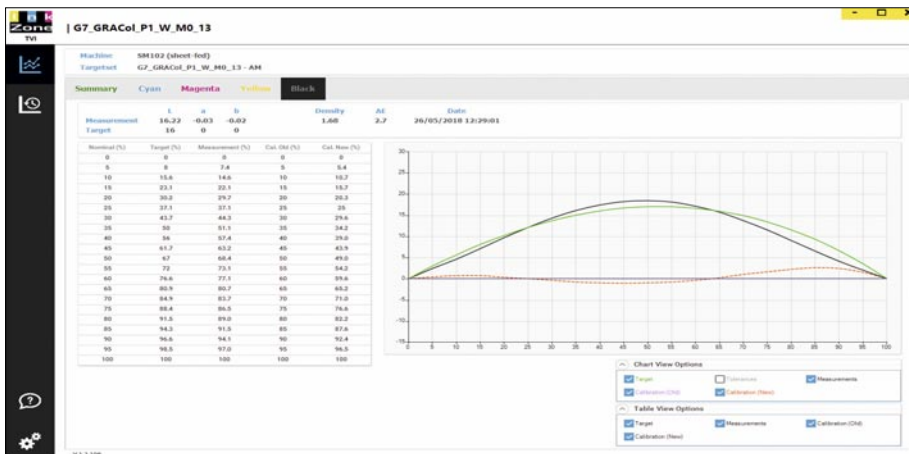 Ink
Zone
TVI
| G7_GRACol_P1_W_M0_13
Machine SM102 (sheet-fed)
Targetset G7_GRACol_P1_W_M0_13 - AM
Summary Cyan Magenta Yellow Black
L a b Density ΔE Date
Measurement 16.22 -0.03 -0.02 1.68 2.7 26/05/2018 12:29:01
Target 16 0 0
Nominal (%) Target (%) Measurement (%) Cal. Old (%) Cal. New (%)
0 0 0 0 0
5 8 7.4 5 5.4
10 15.6 14.6 10 10.7
15 23.1 22.1 15 15.7
20 30.2 29.7 20 20.3
25 37.1 37.1 25 25
30 43.7 44.3 30 29.6
35 50 51.1 35 34.2
40 56 57.4 40 39.0
45 61.7 63.2 45 43.9
50 67 68.4 50 49.0
55 72 73.1 55 54.2
60 76.6 77.1 60 59.6
65 80.9 80.7 65 65.2
70 84.9 83.7 70 71.0
75 88.4 86.5 75 76.6
80 91.5 89.0 80 82.2
85 94.3 91.5 85 87.6
90 96.6 94.1 90 92.4
95 98.5 97.0 95 96.5
100 100 100 100 100
30
25
20
15
10
5
0
-5
-10
-15
0 5 10 15 20 25 30 35 40 45 50 55 60 65 70 75 80 85 90 95 100
Chart View Options
Target Tolerances Measurements
Calibration (Old) Calibration (New)
Table View Options
Target Measurements Calibration (Old)
Calibration (New)